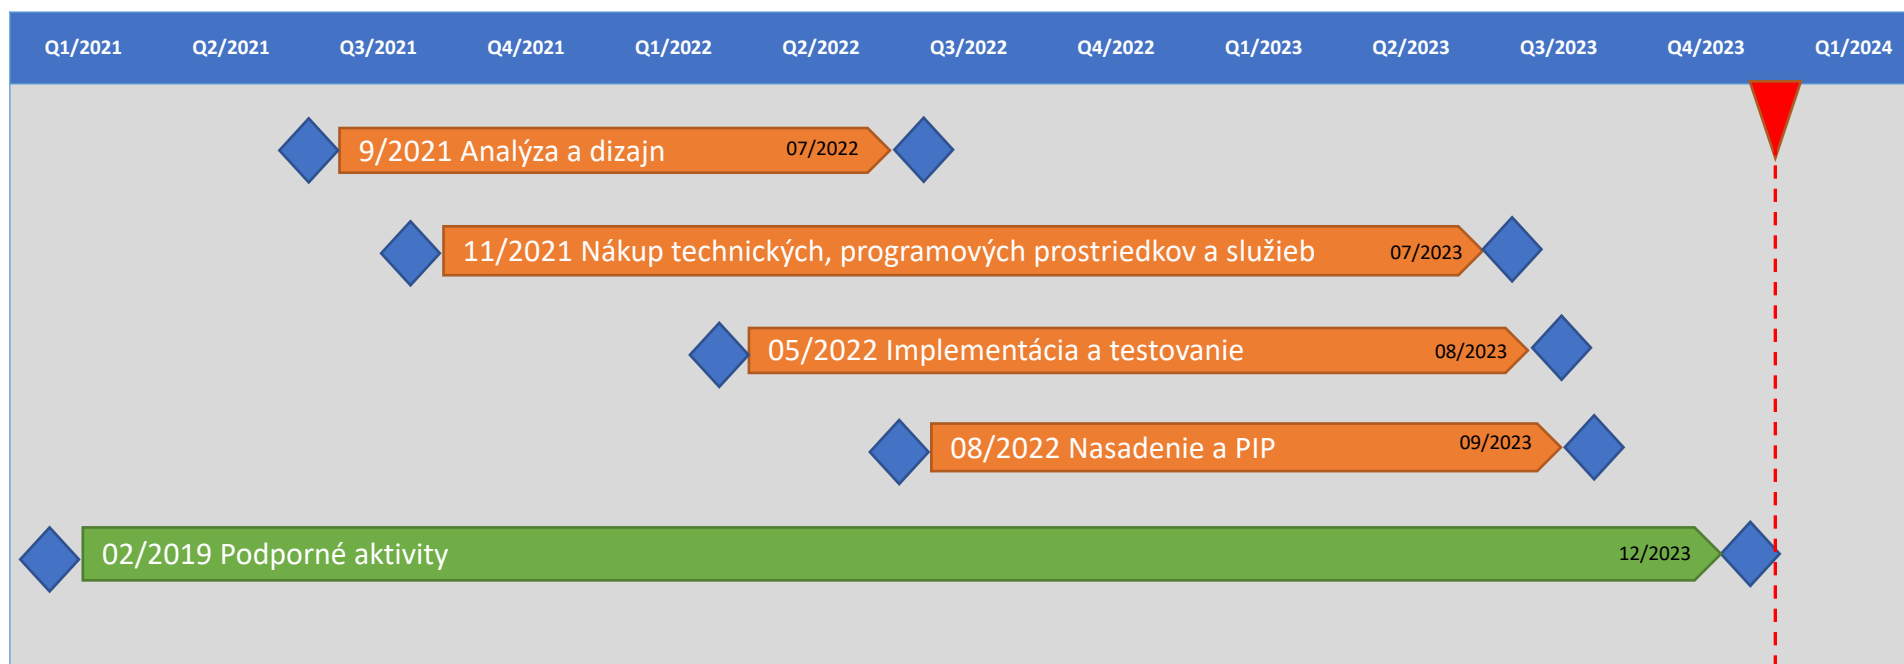 Q1/2021 Q2/2021 Q3/2021 Q4/2021 Q1/2022 Q2/2022 Q3/2022 Q4/2022 Q1/2023 Q2/2023 Q3/2023 Q4/2023 Q1/2024
9/2021 Analýza a dizajn 07/2022
11/2021 Nákup technických, programových prostriedkov a služieb 07/2023
05/2022 Implementácia a testovanie 08/2023
08/2022 Nasadenie a PIP 09/2023
02/2019 Podporné aktivity 12/2023